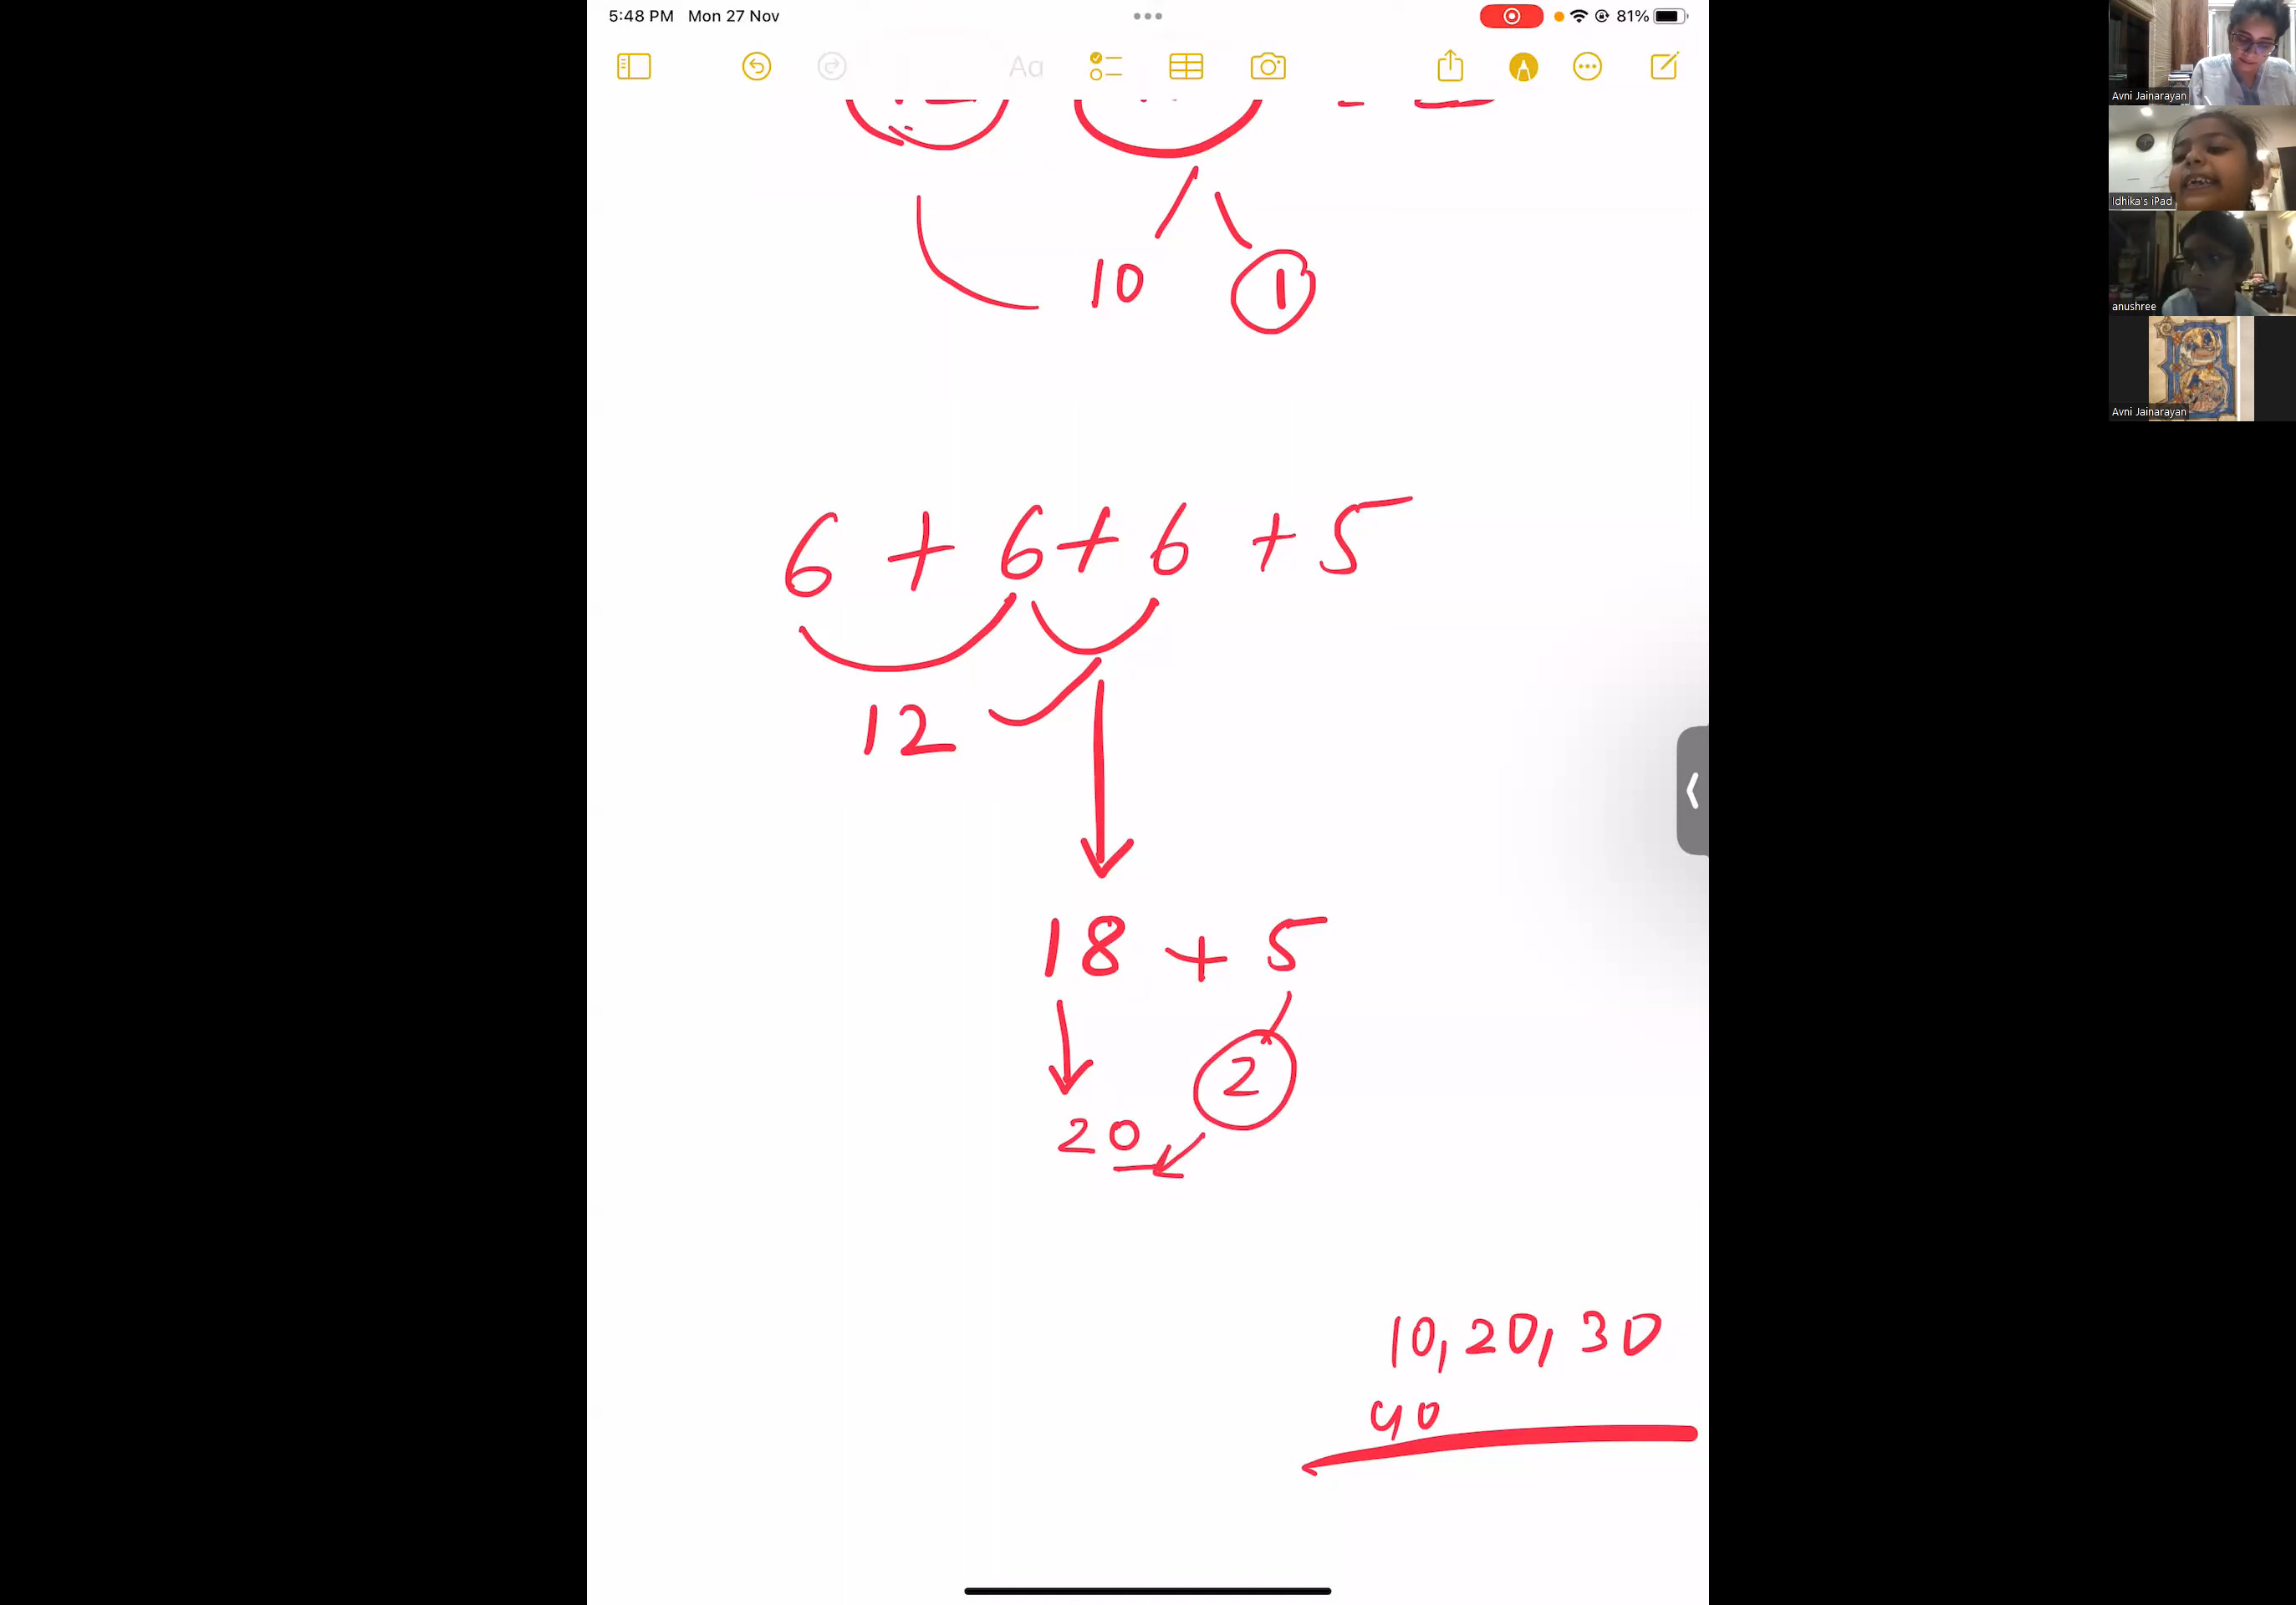 5:48 PM Mon 27 Nov
81%
Aa
10 1
6 + 6 + 6 + 5
12
18 + 5
2
20
10, 20, 30
40
Avni Jainarayan
Idhika's iPad
anushree
Avni Jainarayan